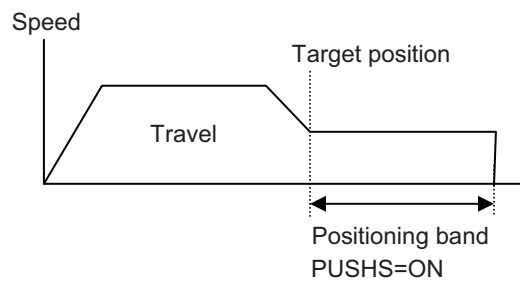 Speed
Target position
Travel
Positioning band
PUSHS=ON